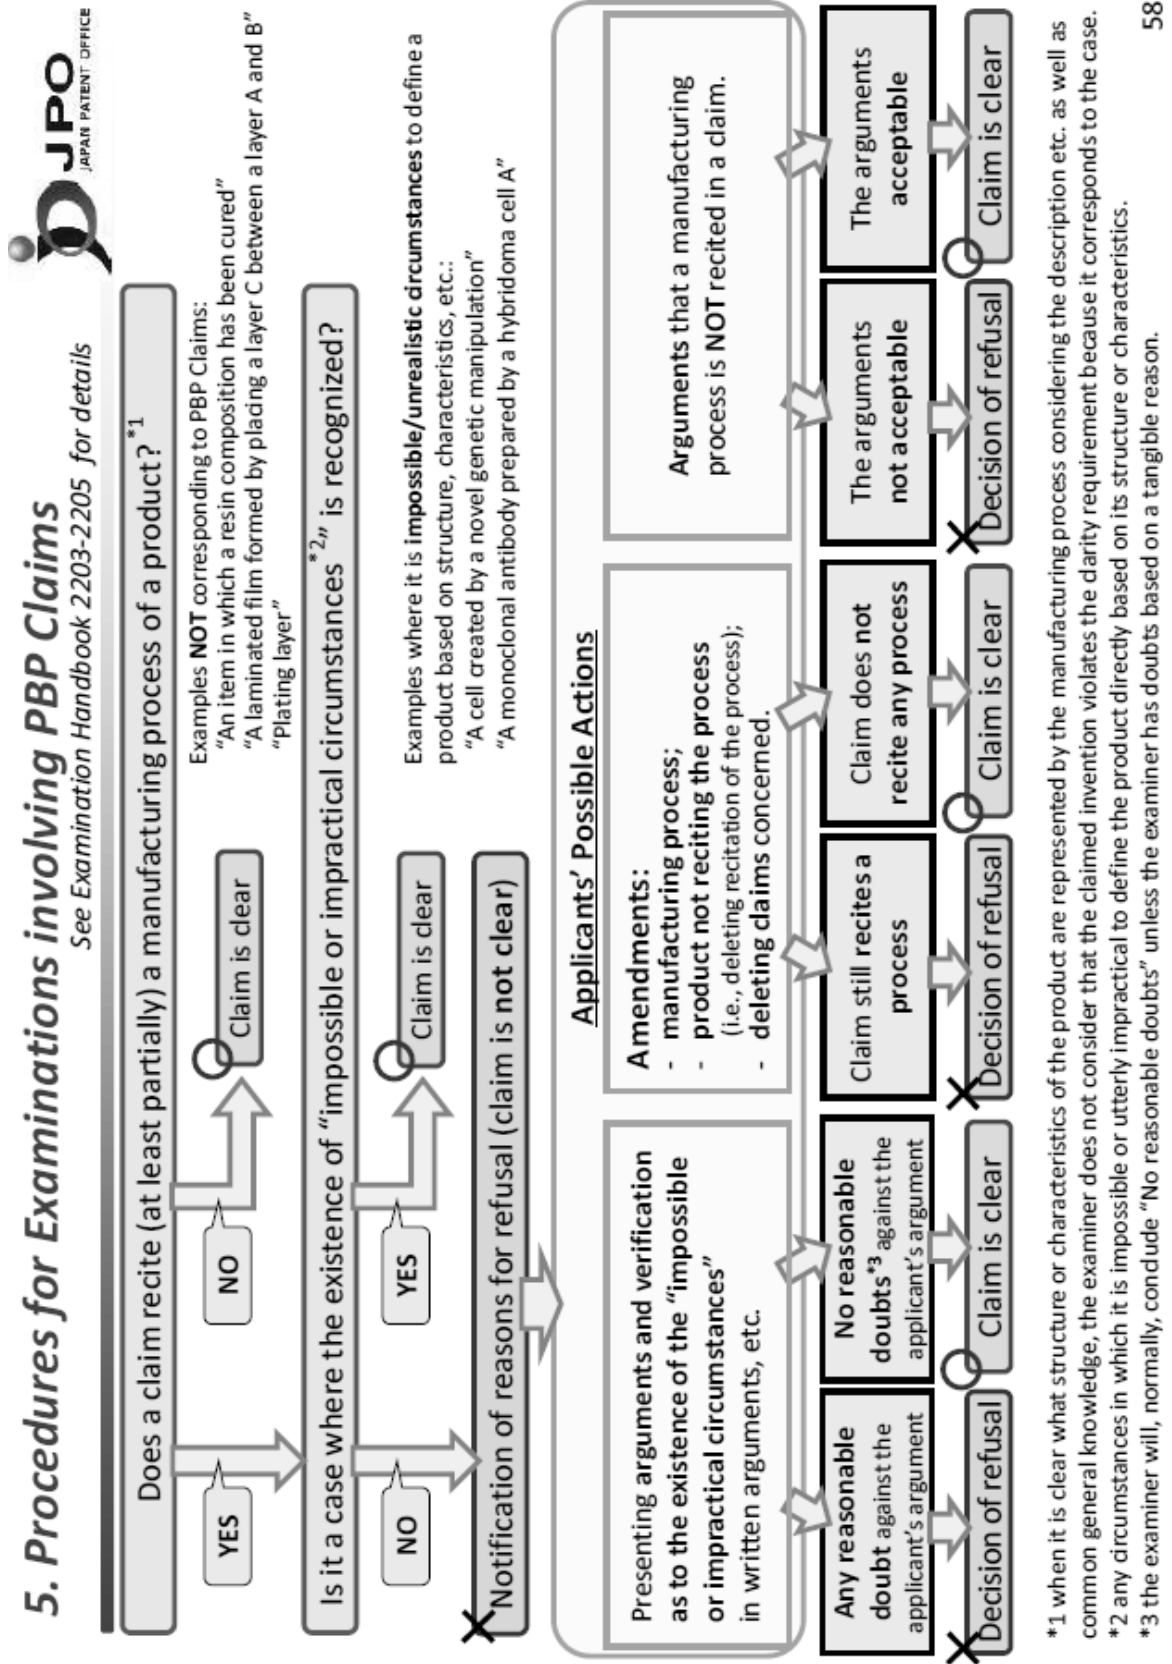 5. Procedures for Examinations involving PBP Claims
See Examination Handbook 2203-2205 for details
JPO
JAPAN PATENT OFFICE
Does a claim recite (at least partially) a manufacturing process of a product?*1
YES
NO
Claim is clear
Examples NOT corresponding to PBP Claims:
“An item in which a resin composition has been cured”
“A laminated film formed by placing a layer C between a layer A and B”
“Plating layer”
Is it a case where the existence of “impossible or impractical circumstances*2” is recognized?
NO
YES
Claim is clear
Examples where it is impossible/unrealistic circumstances to define a
product based on structure, characteristics, etc.:
“A cell created by a novel genetic manipulation”
“A monoclonal antibody prepared by a hybridoma cell A”
Notification of reasons for refusal (claim is not clear)
Applicants’ Possible Actions
Presenting arguments and verification
as to the existence of the “impossible
or impractical circumstances”
in written arguments, etc.
Amendments:
- manufacturing process;
- product not reciting the process
(i.e., deleting recitation of the process);
- deleting claims concerned.
Arguments that a manufacturing
process is NOT recited in a claim.
Any reasonable
doubt against the
applicant’s argument
No reasonable
doubts*3 against the
applicant’s argument
Claim still recites a
process
Claim does not
recite any process
The arguments
not acceptable
The arguments
acceptable
Decision of refusal
Claim is clear
Decision of refusal
Claim is clear
Decision of refusal
Claim is clear
*1 when it is clear what structure or characteristics of the product are represented by the manufacturing process considering the description etc. as well as
common general knowledge, the examiner does not consider that the claimed invention violates the clarity requirement because it corresponds to the case.
*2 any circumstances in which it is impossible or utterly impractical to define the product directly based on its structure or characteristics.
*3 the examiner will, normally, conclude “No reasonable doubts” unless the examiner has doubts based on a tangible reason.
58